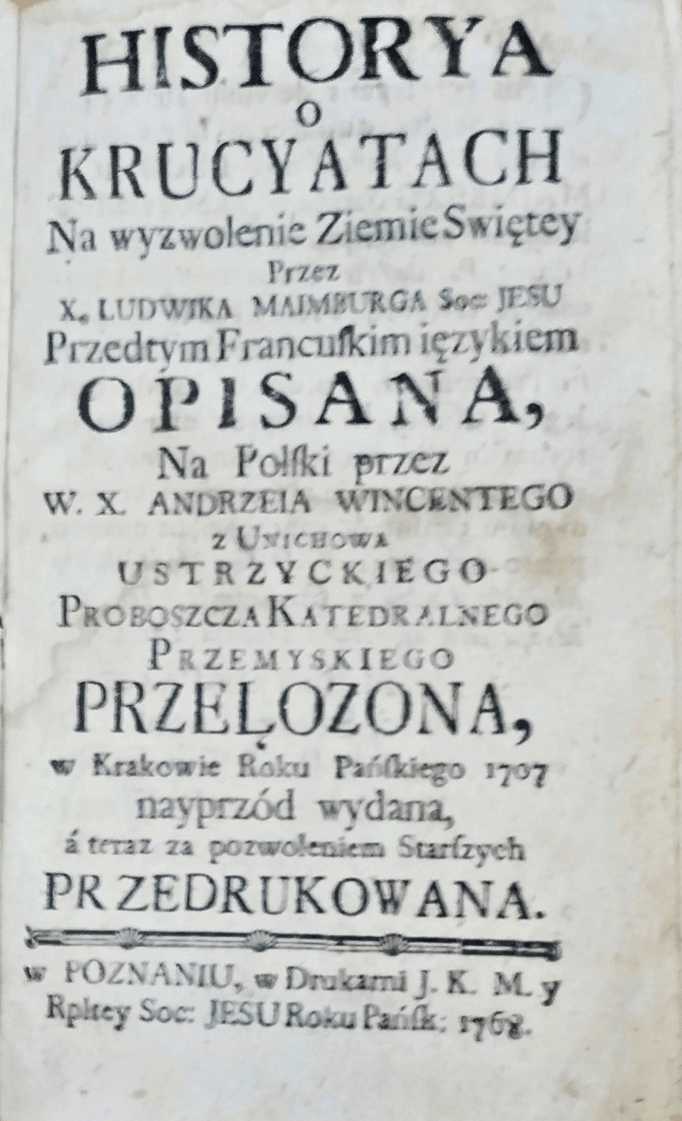 HISTORYA
O
KRUCYATACH
Na wyzwolenie Ziemie Swiętey
Przez
X. LUDWIKA MAIMBURGA Soc: JESU
Przedtym Francuſkim ięzykiem
OPISANA,
Na Polſki przez
W. X. ANDRZEIA WINCENTEGO
z UNICHOWA
USTRZYCKIEGO
PROBOSZCZA KATEDRALNEGO
PRZEMYSKIEGO
PRZELOZONA,
w Krakowie Roku Pańſkiego 1707
nayprzód wydana,
á teraz za pozwoleniem Starſzych
PRZEDRUKOWANA.
w POZNANIU, w Drukarni J. K. M. y
Rpltey Soc: JESU Roku Pańſk: 1768.